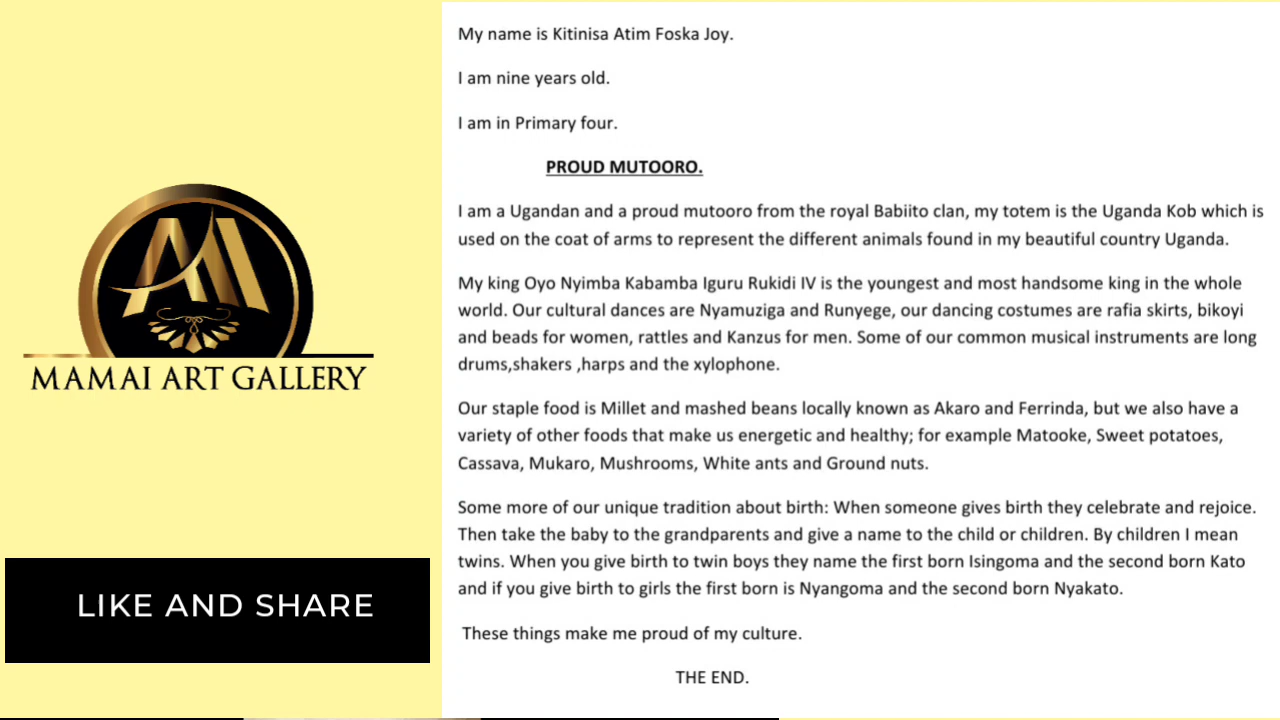 My name is Kitinisa Atim Foska Joy.
I am nine years old.
I am in Primary four.
PROUD MUTOORO.
I am a Ugandan and a proud mutooro from the royal Babiito clan, my totem is the Uganda Kob which is
used on the coat of arms to represent the different animals found in my beautiful country Uganda.
My king Oyo Nyimba Kabamba Iguru Rukidi IV is the youngest and most handsome king in the whole
world. Our cultural dances are Nyamuziga and Runyege, our dancing costumes are rafia skirts, bikoyi
and beads for women, rattles and Kanzus for men. Some of our common musical instruments are long
drums,shakers ,harps and the xylophone.
Our staple food is Millet and mashed beans locally known as Akaro and Ferrinda, but we also have a
variety of other foods that make us energetic and healthy; for example Matooke, Sweet potatoes,
Cassava, Mukaro, Mushrooms, White ants and Ground nuts.
Some more of our unique tradition about birth: When someone gives birth they celebrate and rejoice.
Then take the baby to the grandparents and give a name to the child or children. By children I mean
twins. When you give birth to twin boys they name the first born Isingoma and the second born Kato
and if you give birth to girls the first born is Nyangoma and the second born Nyakato.
These things make me proud of my culture.
THE END.
MAMAI ART GALLERY
LIKE AND SHARE